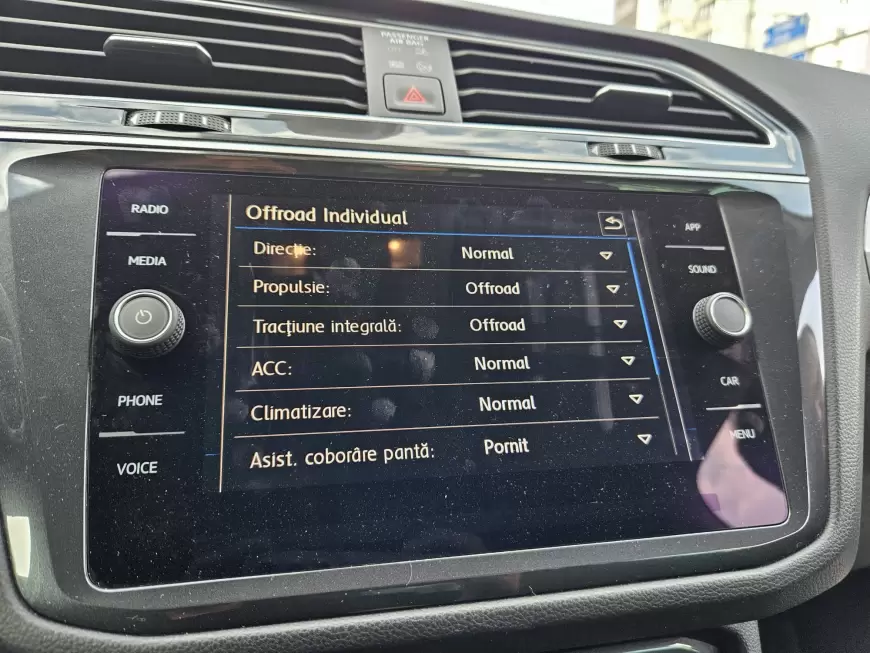 PASSENGER
AIR BAG
RADIO
MEDIA
PHONE
VOICE
Offroad Individual
Direcție: Normal
Propulsie: Offroad
Tracțiune integrală: Offroad
ACC: Normal
Climatizare: Normal
Asist. coborâre pantă: Pornit
APP
SOUND
CAR
MENU